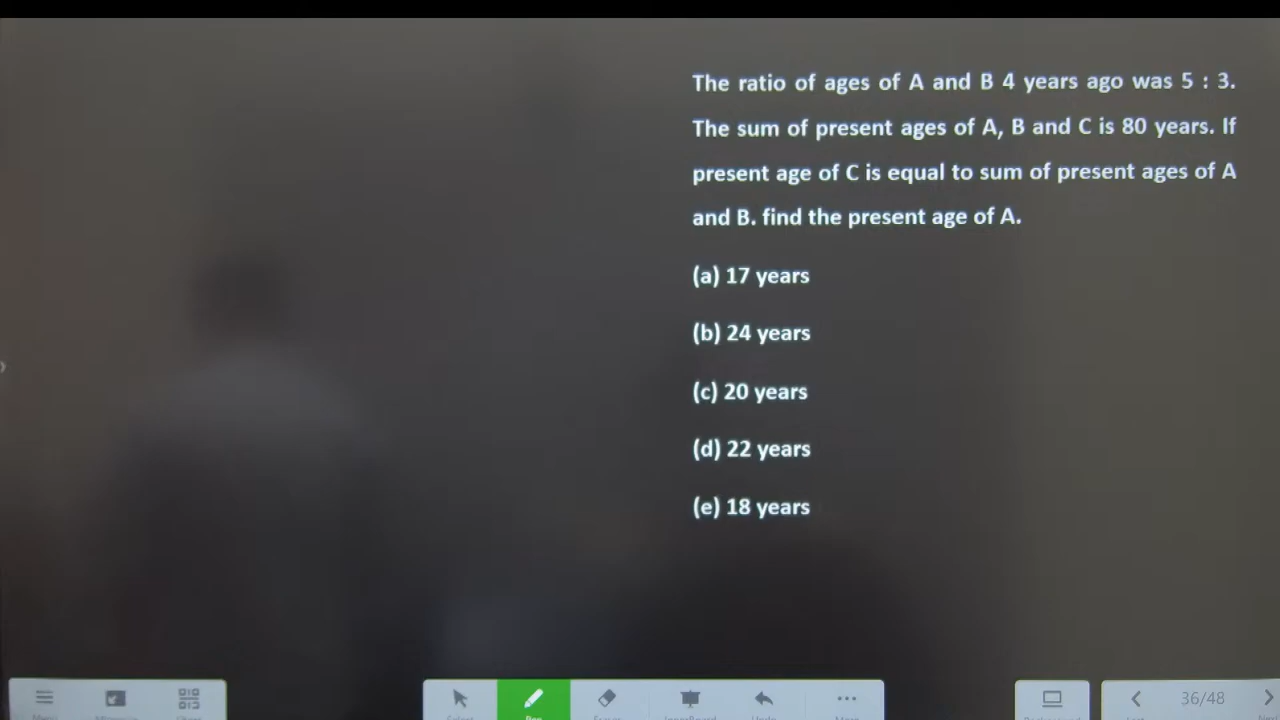 The ratio of ages of A and B 4 years ago was 5 : 3.
The sum of present ages of A, B and C is 80 years. If
present age of C is equal to sum of present ages of A
and B. find the present age of A.
(a) 17 years
(b) 24 years
(c) 20 years
(d) 22 years
(e) 18 years
36/48